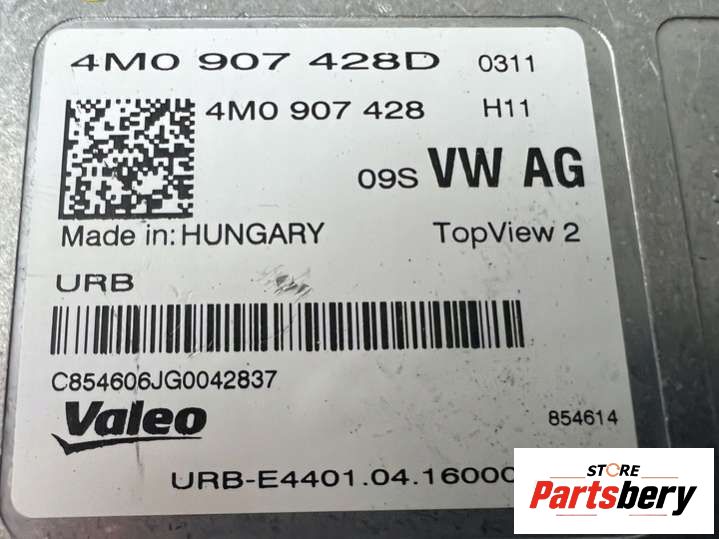 4M0 907 428D 0311
4M0 907 428 H11
09S VW AG
Made in: HUNGARY TopView 2
URB
C854606JG0042837
Valeo 854614
URB-E4401.04.1600
STORE
Partsbery